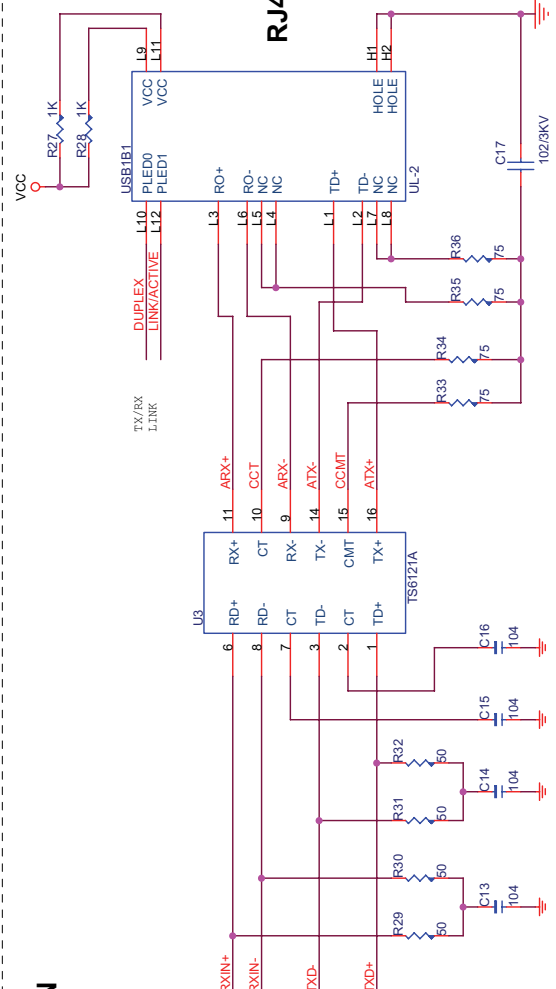 RJ4
VCC
R27
1K
R28
1K
L9
L11
VCC
VCC
USB1B1
PLED0
PLED1
L10
L12
DUPLEX
LINK/ACTIVE
TX/RX
LINK
H1
H2
HOLE
HOLE
RO+
RO-
NC
NC
TD+
TD-
NC
NC
UL-2
L3
L6
L5
L4
L1
L2
L7
L8
C17
102/3KV
R36
75
R35
75
R34
75
R33
75
ARX+
CCT
ARX-
ATX-
CCMT
ATX+
11
10
9
14
15
16
U3
RD+
RD-
CT
TD-
CT
TD+
RX+
CT
RX-
TX-
CMT
TX+
TS6121A
6
8
7
3
2
1
C16
104
C15
104
R32
50
C14
104
R31
50
R30
50
C13
104
R29
50
RXIN+
RXIN-
TXD-
TXD+
N